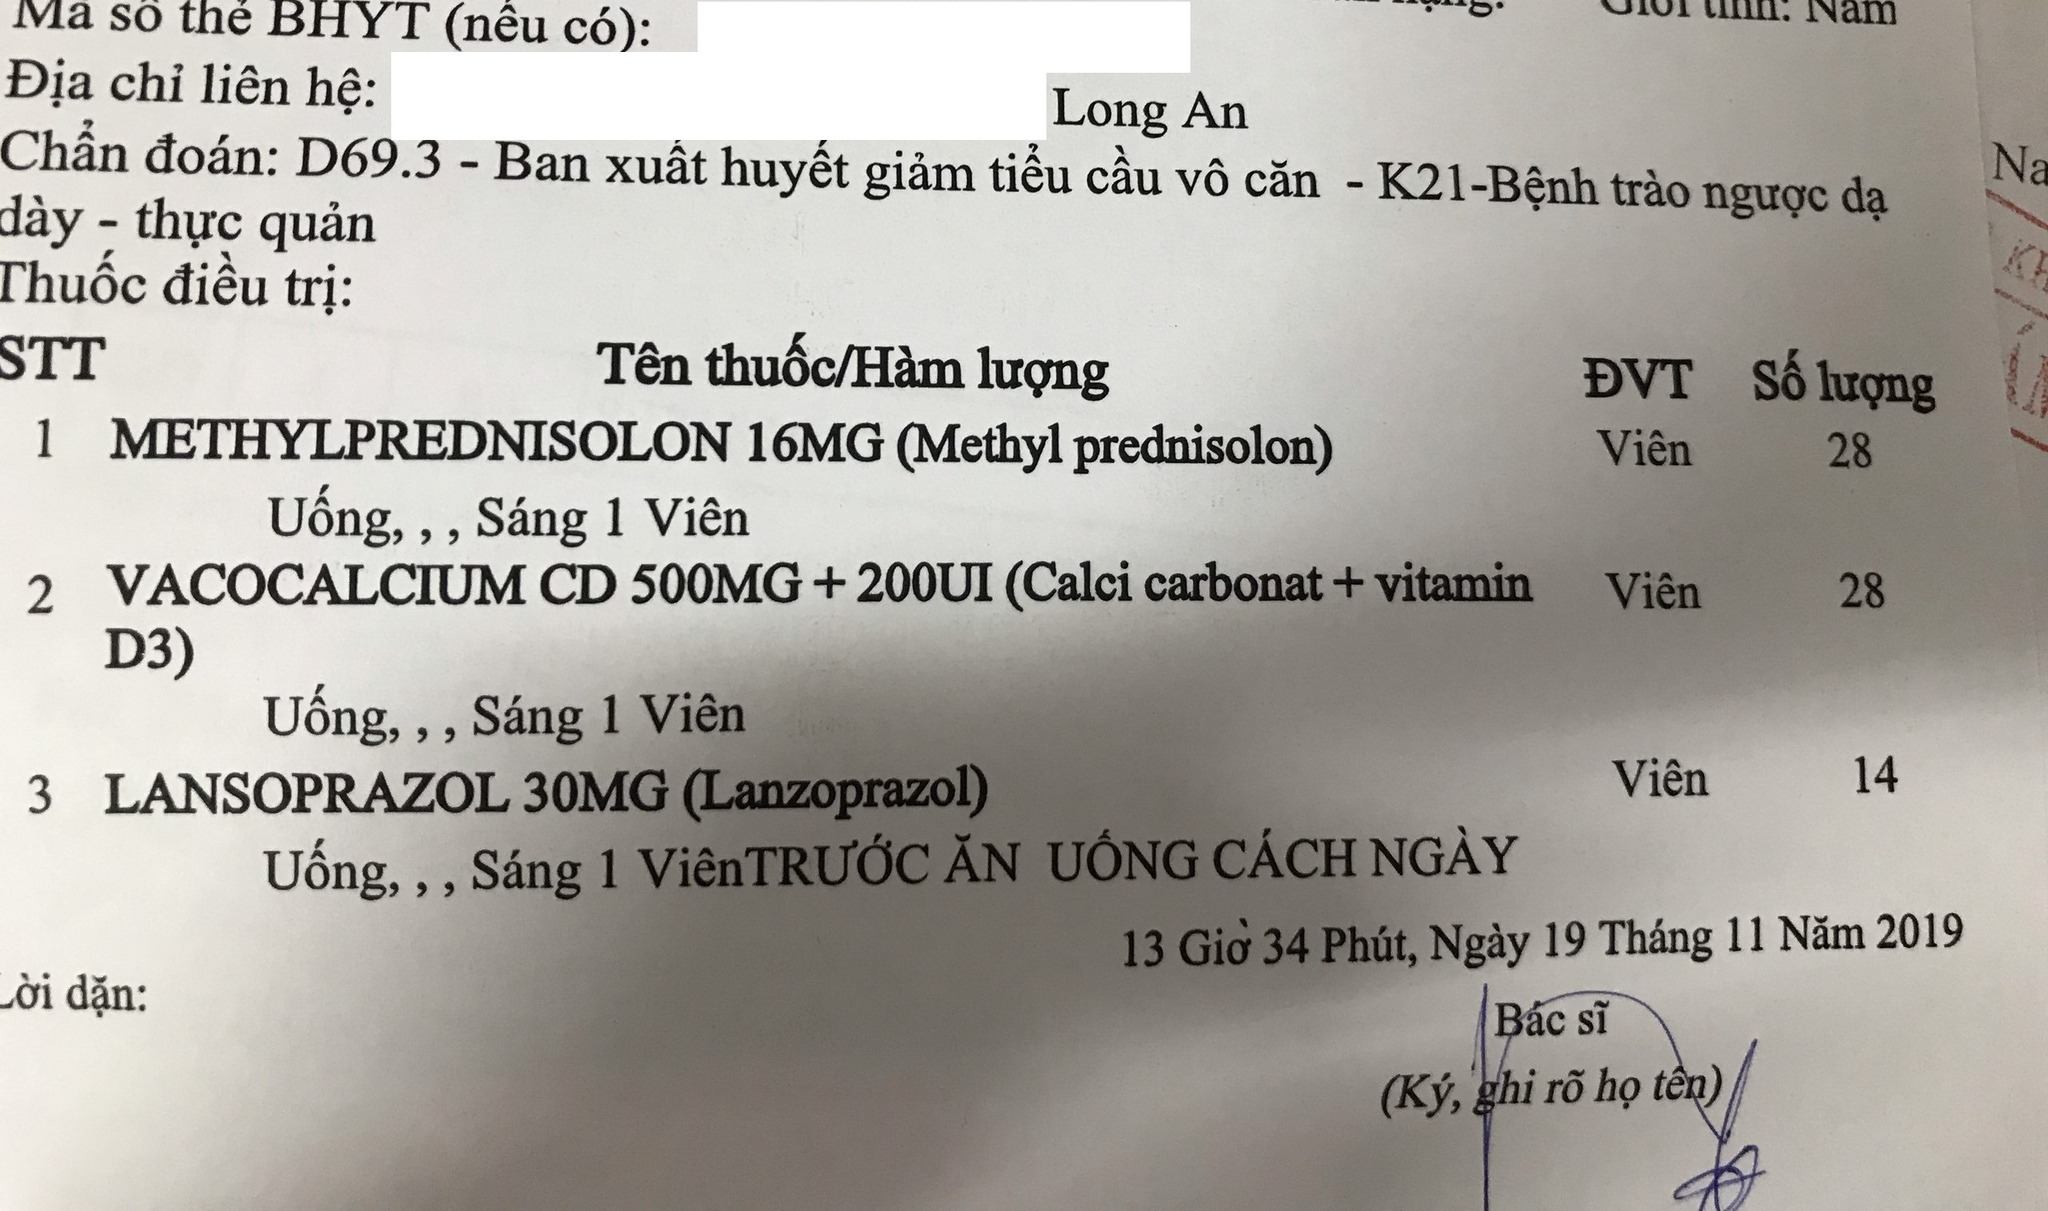 Mã số thẻ BHYT (nếu có):
Giới tính: Nam
Địa chỉ liên hệ:
Long An
Chẩn đoán: D69.3 - Ban xuất huyết giảm tiểu cầu vô căn - K21-Bệnh trào ngược dạ
dày - thực quản
Thuốc điều trị:
STT Tên thuốc/Hàm lượng ĐVT Số lượng
1 METHYLPREDNISOLON 16MG (Methyl prednisolon) Viên 28
Uống, , , Sáng 1 Viên
2 VACOCALCIUM CD 500MG + 200UI (Calci carbonat + vitamin Viên 28
D3)
Uống, , , Sáng 1 Viên
3 LANSOPRAZOL 30MG (Lanzoprazol) Viên 14
Uống, , , Sáng 1 ViênTRƯỚC ĂN UỐNG CÁCH NGÀY
13 Giờ 34 Phút, Ngày 19 Tháng 11 Năm 2019
Lời dặn:
Bác sĩ
(Ký, ghi rõ họ tên)